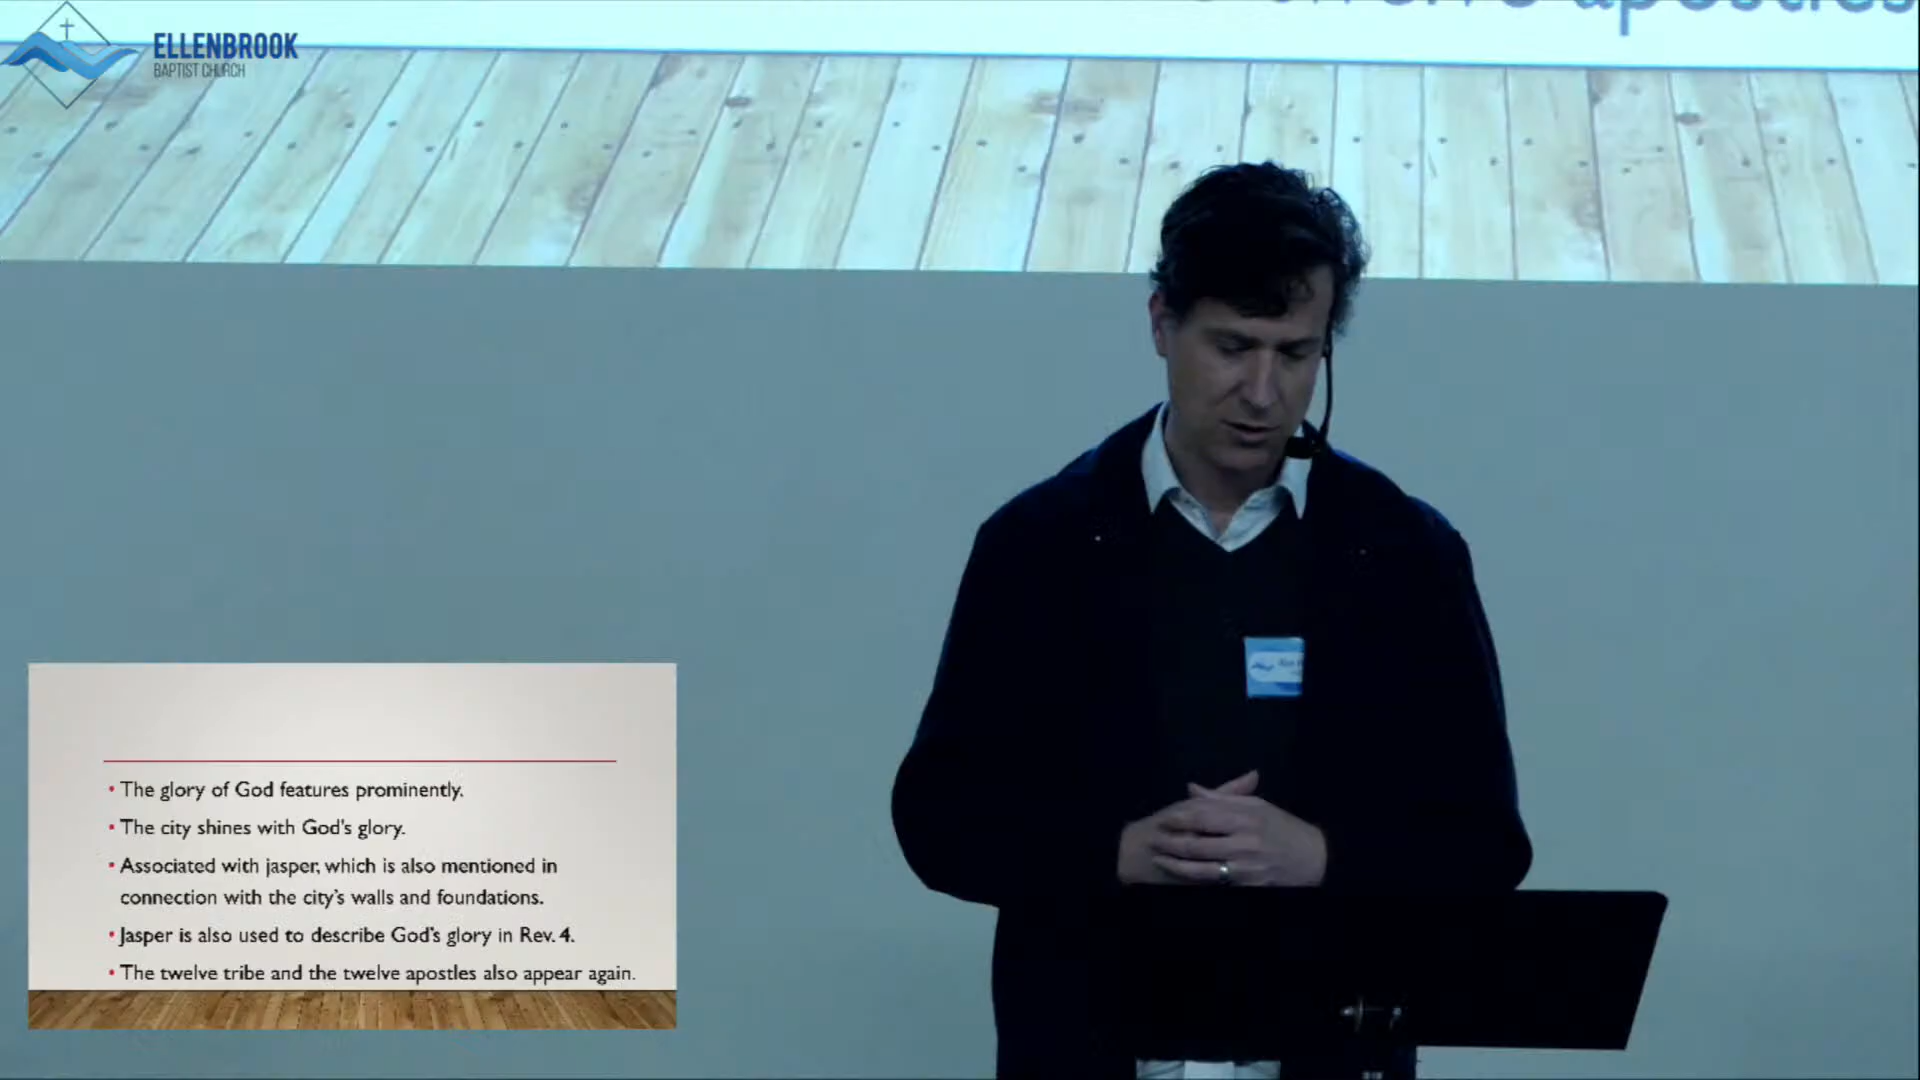 apostles
ELLENBROOK
BAPTIST CHURCH
• The glory of God features prominently.
• The city shines with God's glory.
• Associated with jasper, which is also mentioned in
connection with the city's walls and foundations.
• Jasper is also used to describe God's glory in Rev. 4.
• The twelve tribe and the twelve apostles also appear again.